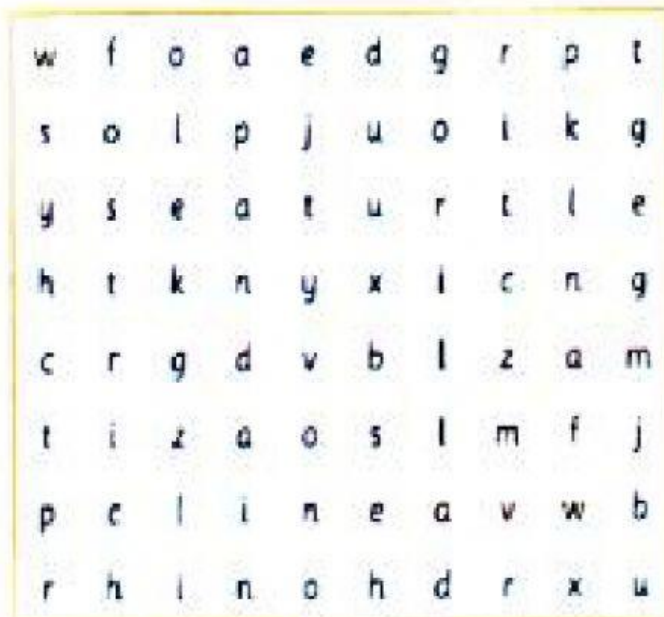 w f o a e d g r p t
s o l p j u o i k g
y s e a t u r t l e
h t k n y x i c n g
c r g d v b l z a m
t i z a o s l m f j
p c l i n e a v w b
r h i n o h d r x u